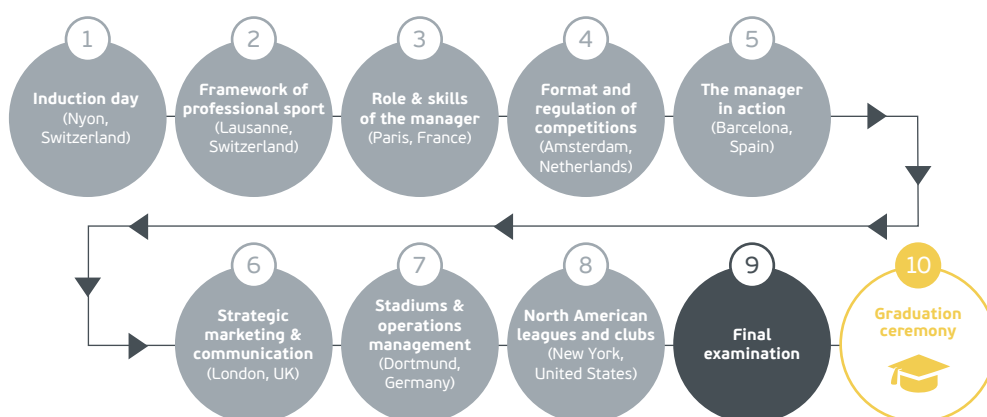 1
Induction day
(Nyon,
Switzerland)
2
Framework of
professional sport
(Lausanne,
Switzerland)
3
Role & skills
of the manager
(Paris, France)
4
Format and
regulation of
competitions
(Amsterdam,
Netherlands)
5
The manager
in action
(Barcelona,
Spain)
6
Strategic
marketing &
communication
(London, UK)
7
Stadiums &
operations
management
(Dortmund,
Germany)
8
North American
leagues and clubs
(New York,
United States)
9
Final
examination
10
Graduation
ceremony